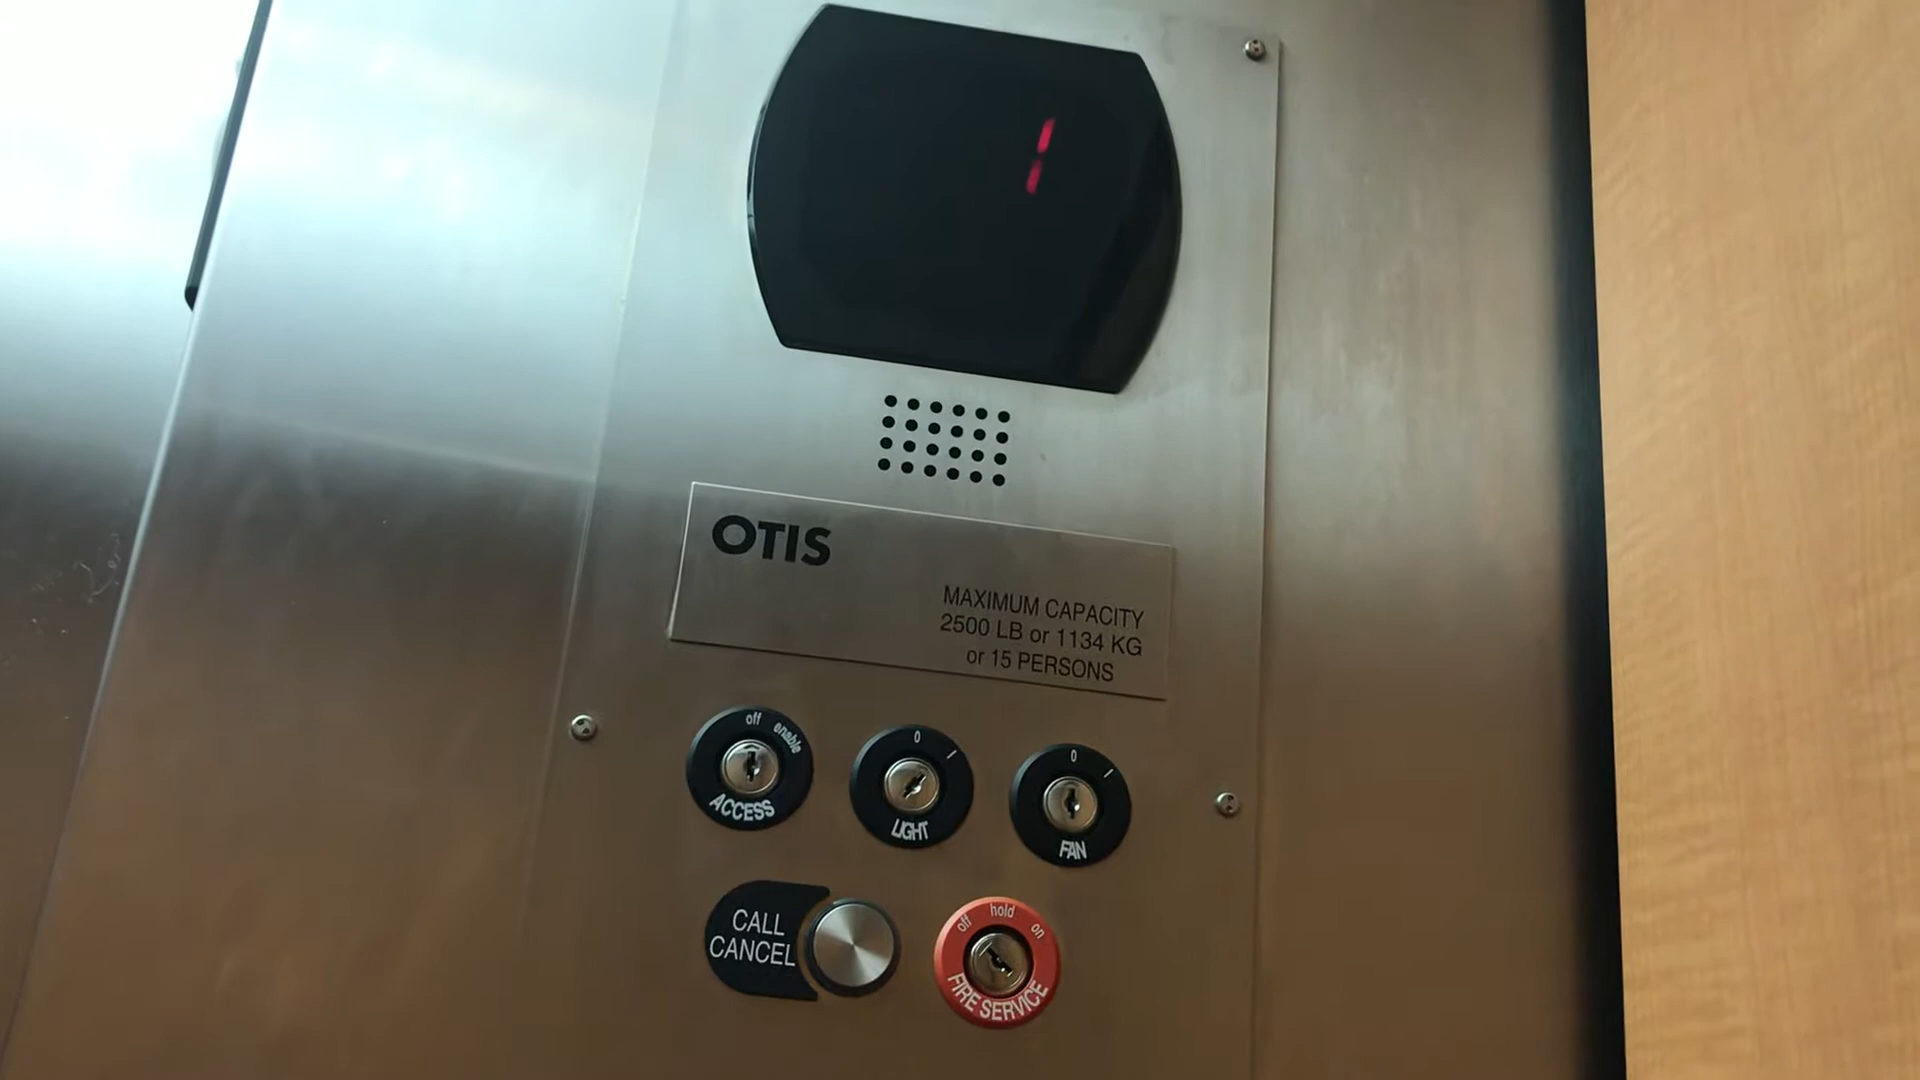 1
OTIS
MAXIMUM CAPACITY
2500 LB or 1134 KG
or 15 PERSONS
off enable
ACCESS
0 I
LIGHT
0 I
FAN
CALL
CANCEL
off hold on
FIRE SERVICE